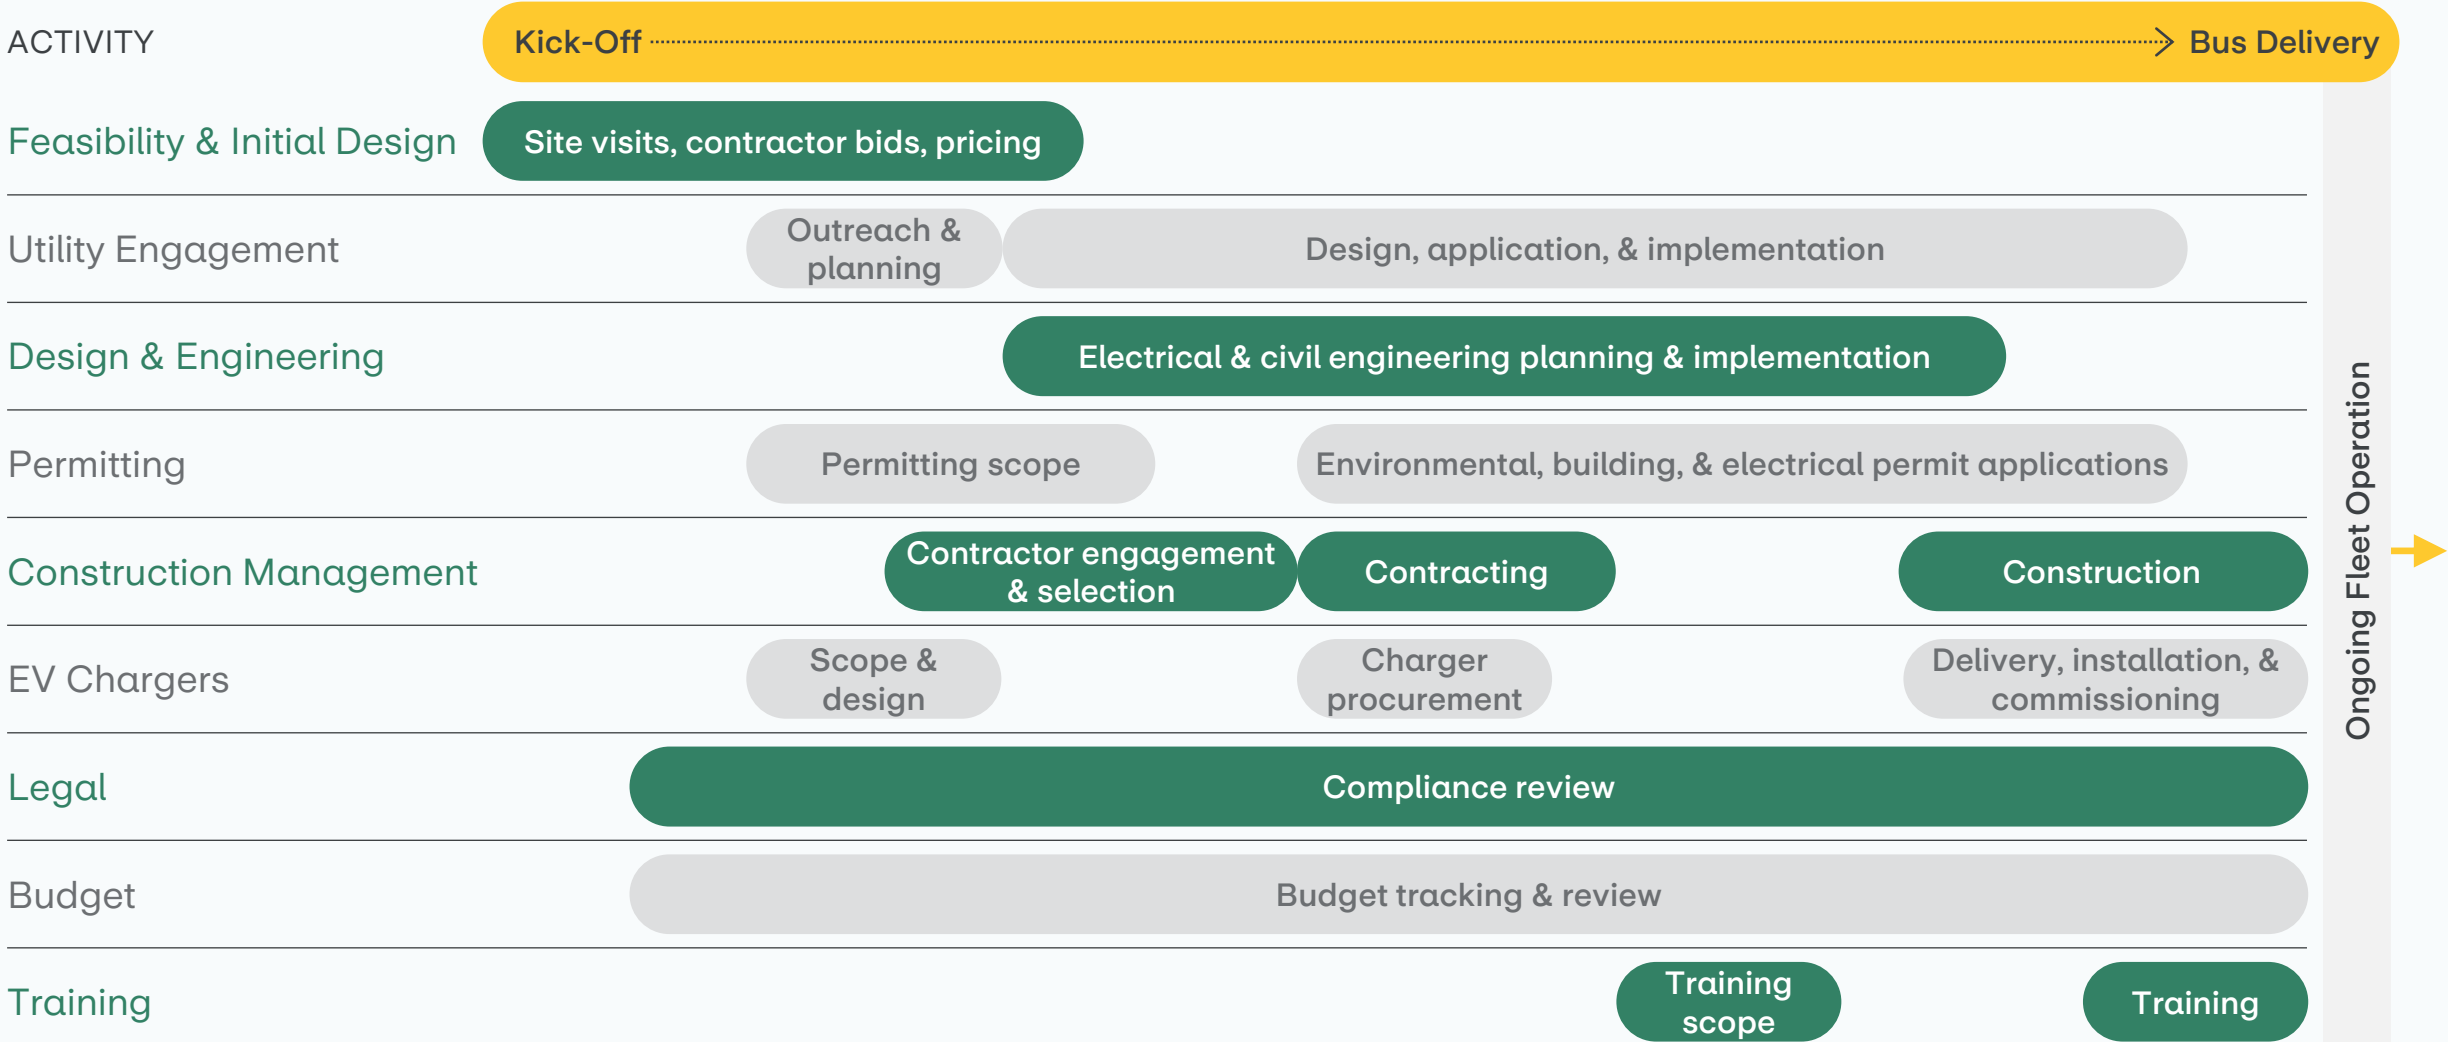 ACTIVITY
Kick-Off
Bus Delivery
Feasibility & Initial Design
Site visits, contractor bids, pricing
Utility Engagement
Outreach &
planning
Design, application, & implementation
Design & Engineering
Electrical & civil engineering planning & implementation
Permitting
Permitting scope
Environmental, building, & electrical permit applications
Construction Management
Contractor engagement
& selection
Contracting
Construction
EV Chargers
Scope &
design
Charger
procurement
Delivery, installation, &
commissioning
Legal
Compliance review
Budget
Budget tracking & review
Training
Training
scope
Training
Ongoing Fleet Operation